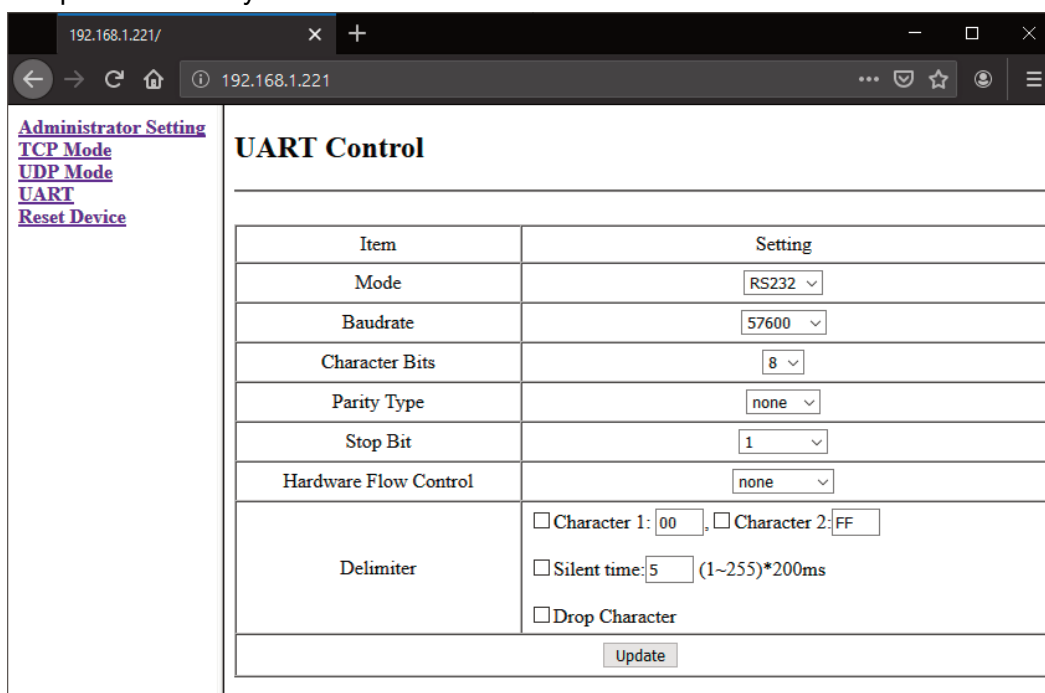 192.168.1.221/
192.168.1.221
Administrator Setting
TCP Mode
UDP Mode
UART
Reset Device
UART Control
Item Setting
Mode RS232
Baudrate 57600
Character Bits 8
Parity Type none
Stop Bit 1
Hardware Flow Control none
Delimiter
Character 1: 00 , Character 2: FF
Silent time: 5 (1~255)*200ms
Drop Character
Update